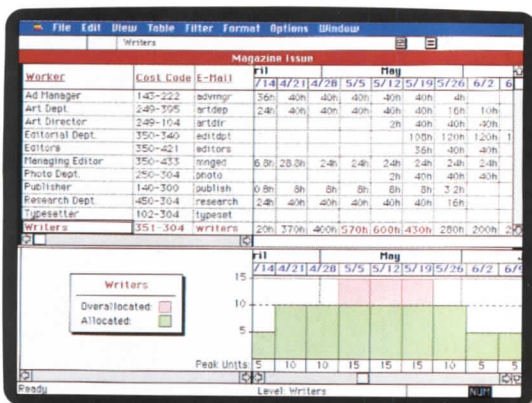 File Edit View Table Filter Format Options Window
Writers
Magazine Issue
Worker Cost Code E-Mail ril May
/14 4/21 4/28 5/5 5/12 5/19 5/26 6/2 6
Ad Manager 143-222 advmgr 36h 40h 40h 40h 40h 40h 4h
Art Dept. 249-395 artdep 24h 40h 40h 40h 40h 40h 16h 10h
Art Director 249-104 artdir 2h 40h 40h 40h
Editorial Dept. 350-340 editdpt 108h 120h 120h 1
Editors 350-421 editors 36h 40h 40h
Managing Editor 350-433 mnged 6.8h 28.8h 24h 24h 24h 24h 24h 24h
Photo Dept. 250-304 photo 2h 40h 40h 40h
Publisher 140-300 publish 0.8h 8h 8h 8h 8h 8h 3.2h
Research Dept. 450-304 research 24h 40h 40h 40h 40h 40h 16h
Typesetter 102-304 typeset
Writers 351-304 writers 20h 370h 400h 570h 600h 430h 280h 200h 2
ril May J
/14 4/21 4/28 5/5 5/12 5/19 5/26 6/2 6/9
Writers
Overallocated:
Allocated:
15
10
5
Peak Units: 5 10 10 15 15 15 10 5 5
Ready Level: Writers NUM